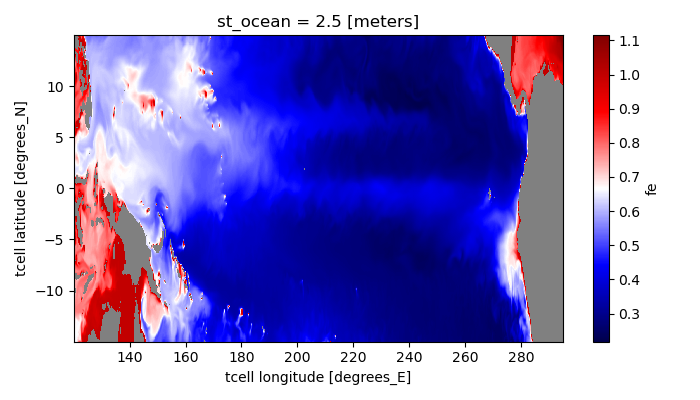 st_ocean = 2.5 [meters]
10
5
0
−5
−10
tcell latitude [degrees_N]
140 160 180 200 220 240 260 280
tcell longitude [degrees_E]
1.1
1.0
0.9
0.8
0.7
0.6
0.5
0.4
0.3
fe